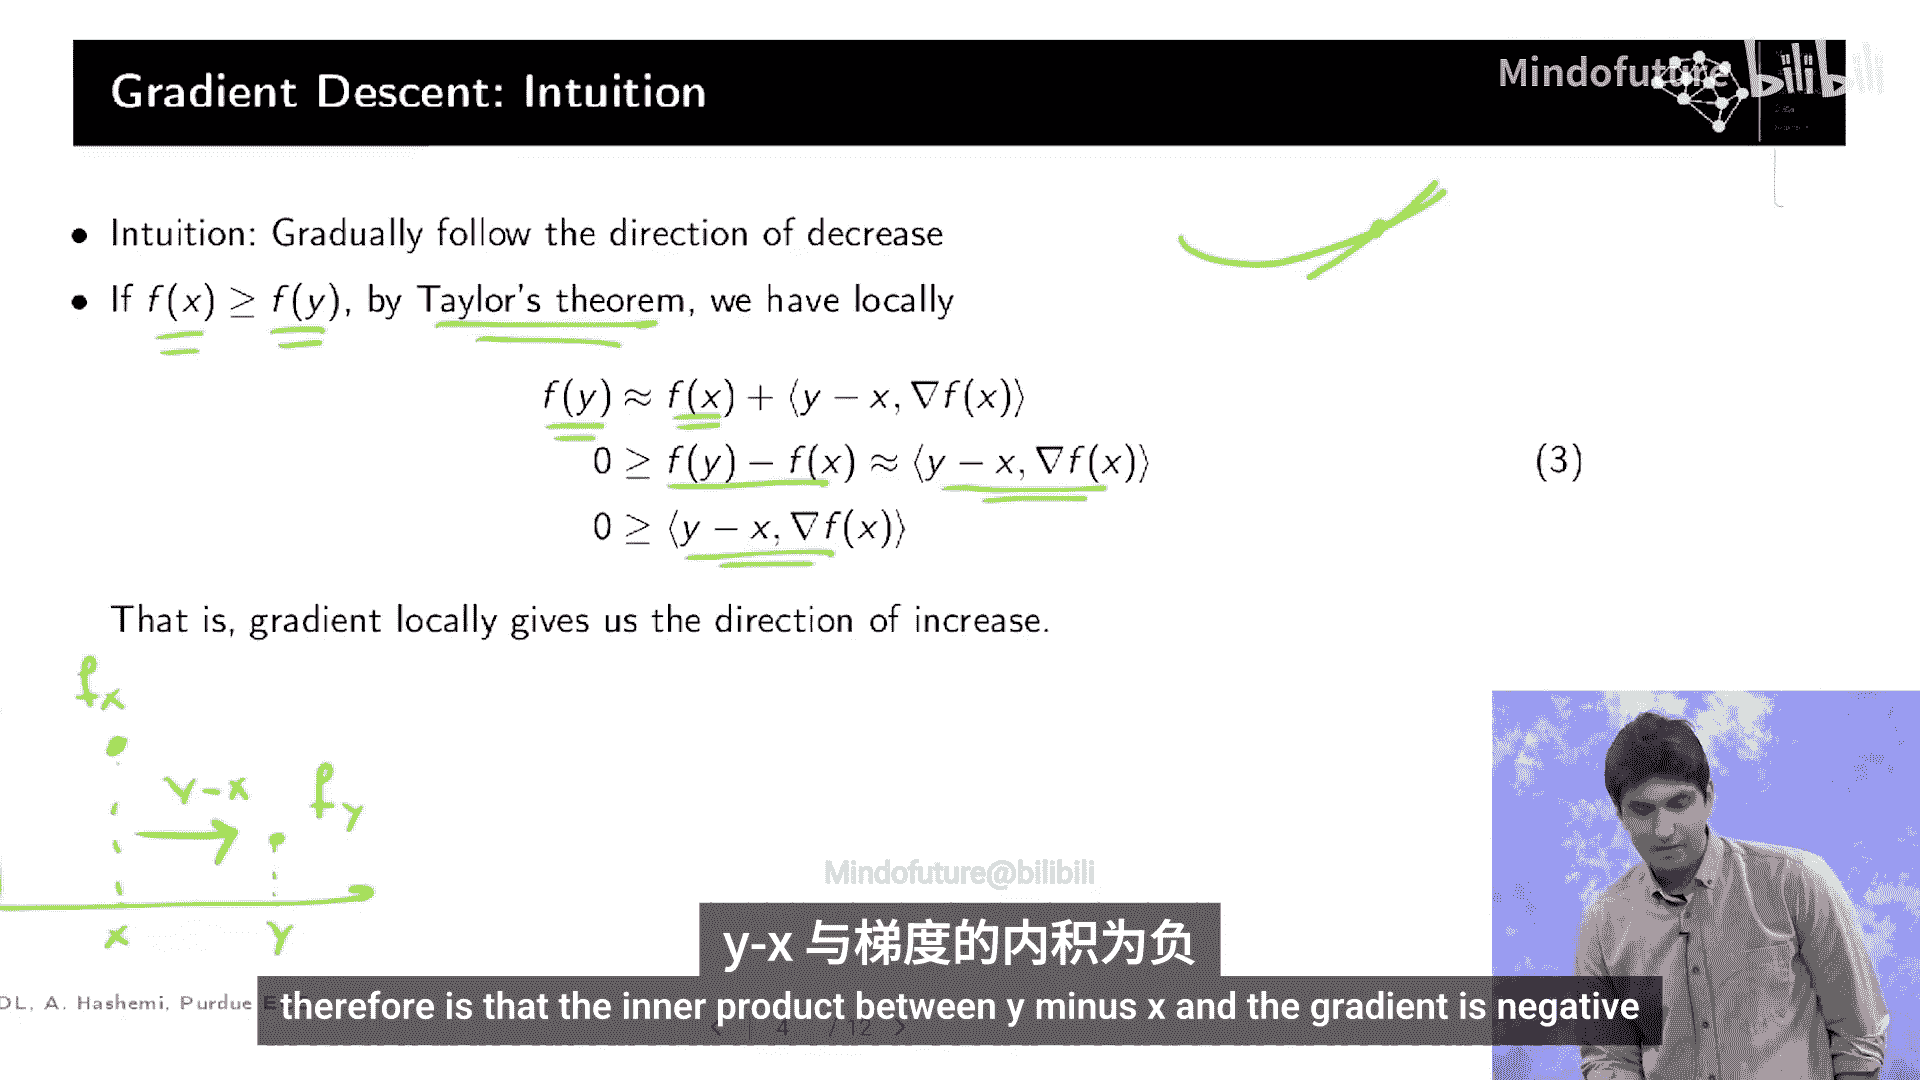 Gradient Descent: Intuition
Mindofuture
bilibili
• Intuition: Gradually follow the direction of decrease
• If f(x) ≥ f(y), by Taylor's theorem, we have locally
f(y) ≈ f(x) + ⟨y − x, ∇f(x)⟩
0 ≥ f(y) − f(x) ≈ ⟨y − x, ∇f(x)⟩
(3)
0 ≥ ⟨y − x, ∇f(x)⟩
That is, gradient locally gives us the direction of increase.
fx
y-x
fy
x
y
Mindofuture@bilibili
y-x 与梯度的内积为负
DL, A. Hashemi, Purdue
therefore is that the inner product between y minus x and the gradient is negative
4 / 12